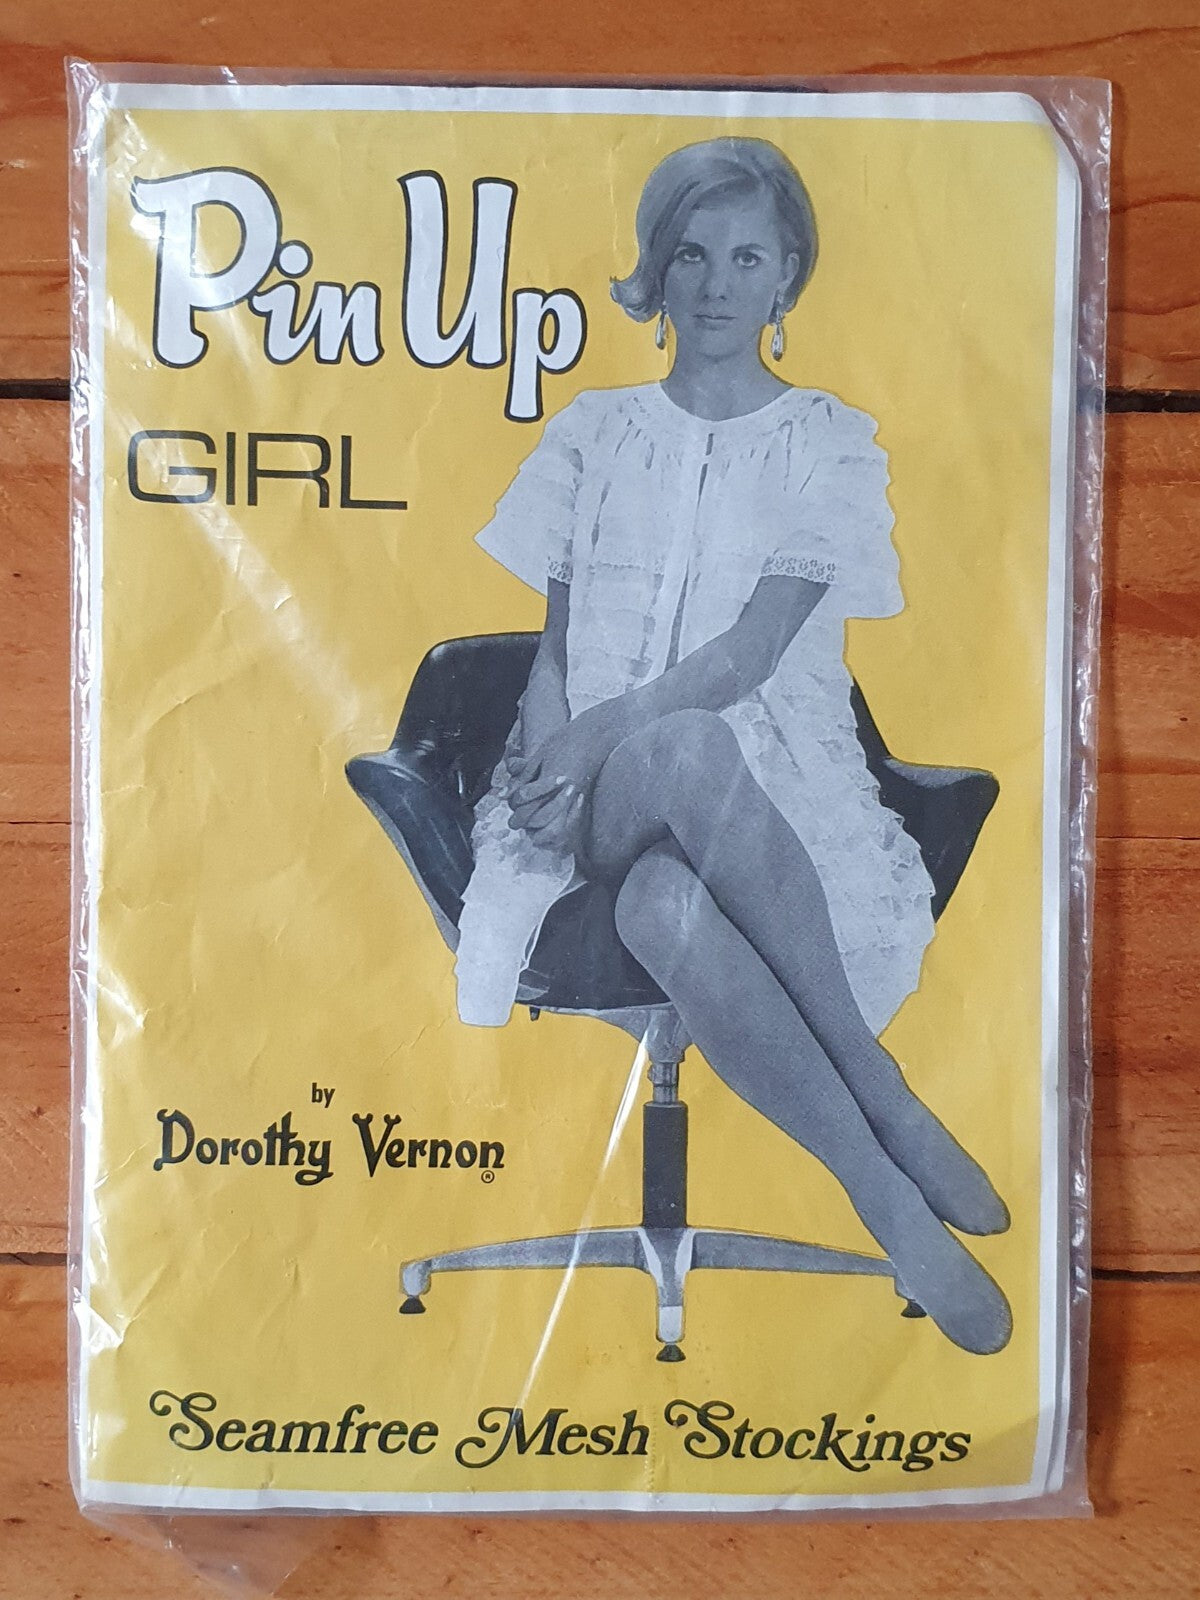 Pin Up
GIRL
by
Dorothy Vernon®
Seamfree Mesh Stockings